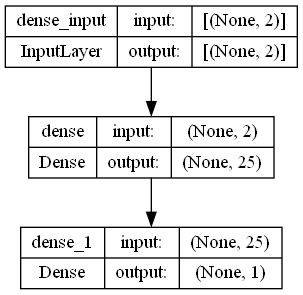 dense_input input: [(None, 2)]
InputLayer output: [(None, 2)]
dense input: (None, 2)
Dense output: (None, 25)
dense_1 input: (None, 25)
Dense output: (None, 1)